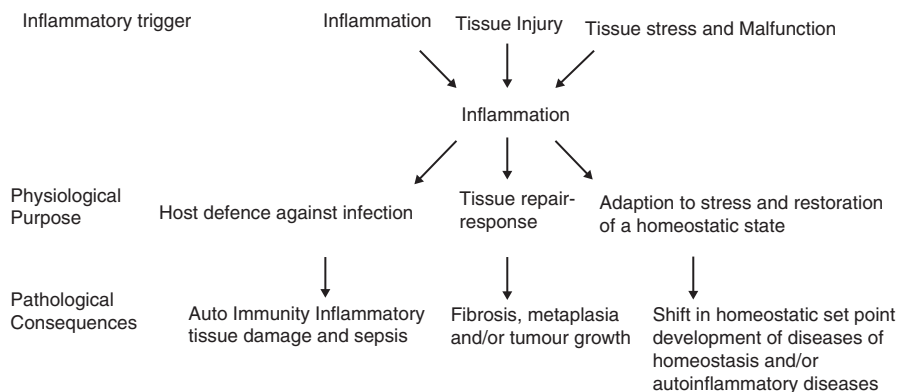 Inflammatory trigger
Inflammation
Tissue Injury
Tissue stress and Malfunction
Inflammation
Physiological
Purpose
Host defence against infection
Tissue repair-
response
Adaption to stress and restoration
of a homeostatic state
Pathological
Consequences
Auto Immunity Inflammatory
tissue damage and sepsis
Fibrosis, metaplasia
and/or tumour growth
Shift in homeostatic set point
development of diseases of
homeostasis and/or
autoinflammatory diseases